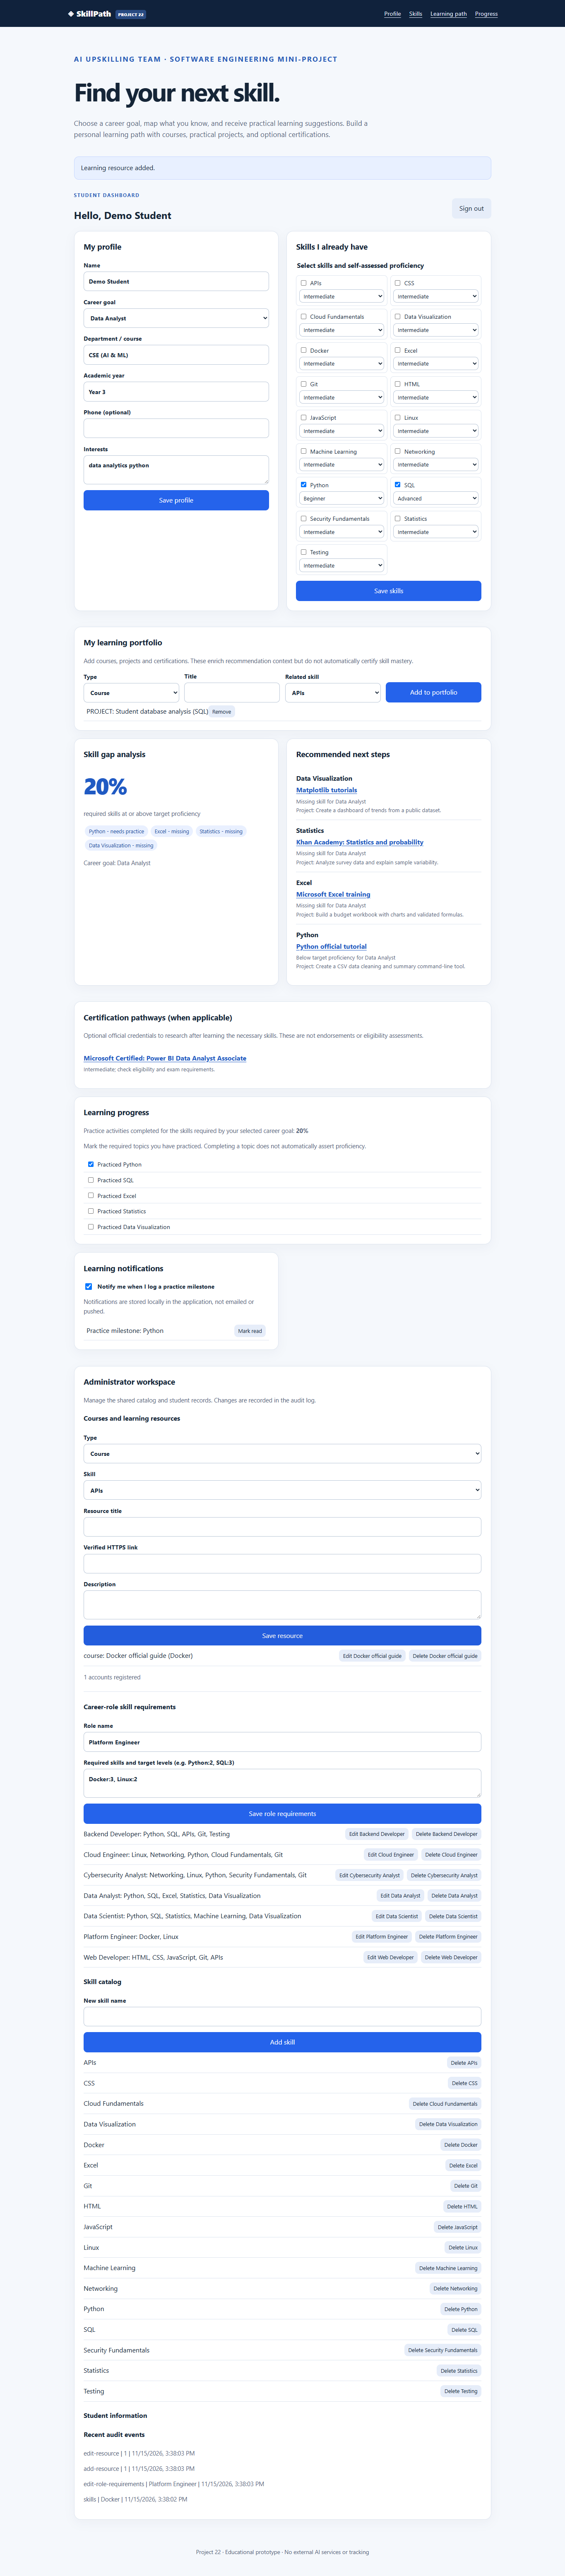 ◆ SkillPath PROJECT 22 Profile Skills Learning path Progress
AI UPSKILLING TEAM · SOFTWARE ENGINEERING MINI-PROJECT
Find your next skill.
Choose a career goal, map what you know, and receive practical learning suggestions. Build a
personal learning path with courses, practical projects, and optional certifications.
Learning resource added.
STUDENT DASHBOARD
Hello, Demo Student
Sign out
My profile
Name
Demo Student
Career goal
Data Analyst
Department / course
CSE (AI & ML)
Academic year
Year 3
Phone (optional)
Interests
data analytics python
Save profile
Skills I already have
Select skills and self-assessed proficiency
APIs CSS
Intermediate Intermediate
Cloud Fundamentals Data Visualization
Intermediate Intermediate
Docker Excel
Intermediate Intermediate
Git HTML
Intermediate Intermediate
JavaScript Linux
Intermediate Intermediate
Machine Learning Networking
Intermediate Intermediate
Python SQL
Beginner Advanced
Security Fundamentals Statistics
Intermediate Intermediate
Testing
Intermediate
Save skills
My learning portfolio
Add courses, projects and certifications. These enrich recommendation context but do not automatically certify skill mastery.
Type Title Related skill
Course APIs Add to portfolio
PROJECT: Student database analysis (SQL) Remove
Skill gap analysis
20%
required skills at or above target proficiency
Python - needs practice Excel - missing Statistics - missing
Data Visualization - missing
Career goal: Data Analyst
Recommended next steps
Data Visualization
Matplotlib tutorials
Missing skill for Data Analyst
Project: Create a dashboard of trends from a public dataset.
Statistics
Khan Academy: Statistics and probability
Missing skill for Data Analyst
Project: Analyze survey data and explain sample variability.
Excel
Microsoft Excel training
Missing skill for Data Analyst
Project: Build a budget workbook with charts and validated formulas.
Python
Python official tutorial
Below target proficiency for Data Analyst
Project: Create a CSV data cleaning and summary command-line tool.
Certification pathways (when applicable)
Optional official credentials to research after learning the necessary skills. These are not endorsements or eligibility assessments.
Microsoft Certified: Power BI Data Analyst Associate
Intermediate; check eligibility and exam requirements.
Learning progress
Practice activities completed for the skills required by your selected career goal: 20%
Mark the required topics you have practiced. Completing a topic does not automatically assert proficiency.
Practiced Python
Practiced SQL
Practiced Excel
Practiced Statistics
Practiced Data Visualization
Learning notifications
Notify me when I log a practice milestone
Notifications are stored locally in the application, not emailed or
pushed.
Practice milestone: Python Mark read
Administrator workspace
Manage the shared catalog and student records. Changes are recorded in the audit log.
Courses and learning resources
Type
Course
Skill
APIs
Resource title
Verified HTTPS link
Description
Save resource
course: Docker official guide (Docker) Edit Docker official guide Delete Docker official guide
1 accounts registered
Career-role skill requirements
Role name
Platform Engineer
Required skills and target levels (e.g. Python:2, SQL:3)
Docker:3, Linux:2
Save role requirements
Backend Developer: Python, SQL, APIs, Git, Testing Edit Backend Developer Delete Backend Developer
Cloud Engineer: Linux, Networking, Python, Cloud Fundamentals, Git Edit Cloud Engineer Delete Cloud Engineer
Cybersecurity Analyst: Networking, Linux, Python, Security Fundamentals, Git Edit Cybersecurity Analyst Delete Cybersecurity Analyst
Data Analyst: Python, SQL, Excel, Statistics, Data Visualization Edit Data Analyst Delete Data Analyst
Data Scientist: Python, SQL, Statistics, Machine Learning, Data Visualization Edit Data Scientist Delete Data Scientist
Platform Engineer: Docker, Linux Edit Platform Engineer Delete Platform Engineer
Web Developer: HTML, CSS, JavaScript, Git, APIs Edit Web Developer Delete Web Developer
Skill catalog
New skill name
Add skill
APIs Delete APIs
CSS Delete CSS
Cloud Fundamentals Delete Cloud Fundamentals
Data Visualization Delete Data Visualization
Docker Delete Docker
Excel Delete Excel
Git Delete Git
HTML Delete HTML
JavaScript Delete JavaScript
Linux Delete Linux
Machine Learning Delete Machine Learning
Networking Delete Networking
Python Delete Python
SQL Delete SQL
Security Fundamentals Delete Security Fundamentals
Statistics Delete Statistics
Testing Delete Testing
Student information
Recent audit events
edit-resource | 1 | 11/15/2026, 3:38:03 PM
add-resource | 1 | 11/15/2026, 3:38:03 PM
edit-role-requirements | Platform Engineer | 11/15/2026, 3:38:03 PM
skills | Docker | 11/15/2026, 3:38:02 PM
Project 22 · Educational prototype · No external AI services or tracking